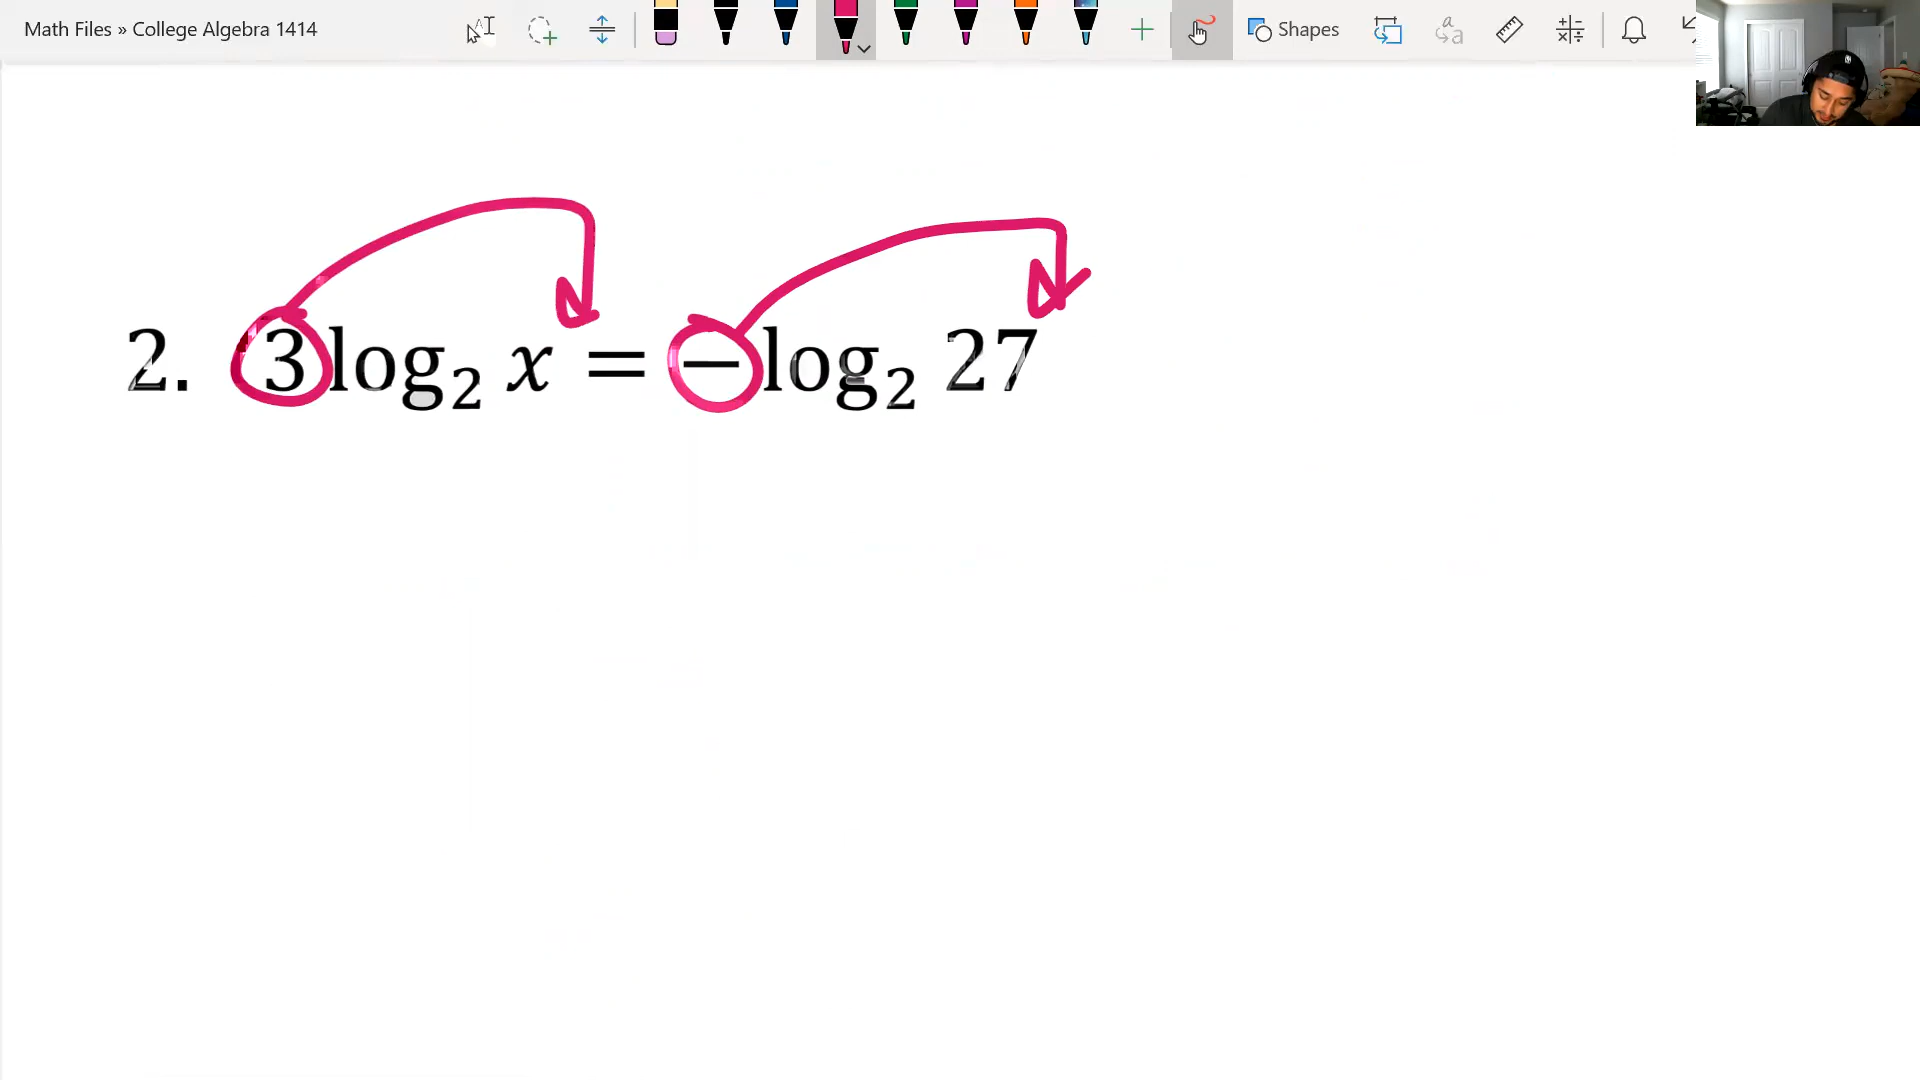 Math Files » College Algebra 1414
Shapes
2. 3 log₂ x = − log₂ 27